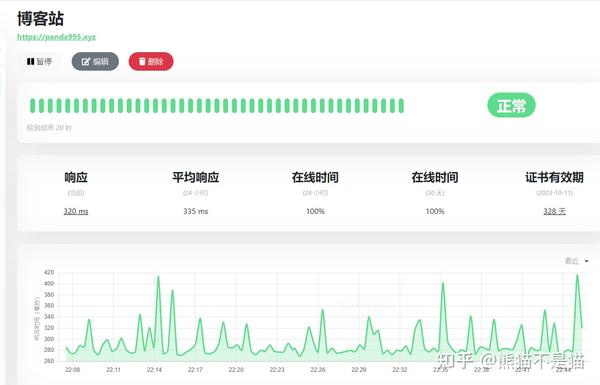 博客站
https://panda995.xyz
暂停
编辑
删除
正常
检测频率 20 秒
响应
平均响应
在线时间
在线时间
证书有效期
(当前)
(24 小时)
(24 小时)
(30 天)
(2023-10-11)
320 ms
335 ms
100%
100%
328 天
最近
响应时间（毫秒）
420
400
380
360
340
320
300
280
260
22:08
22:11
22:14
22:17
22:20
22:23
22:26
22:29
22:32
22:35
22:38
22:41
22:44
知乎 @熊猫不是猫